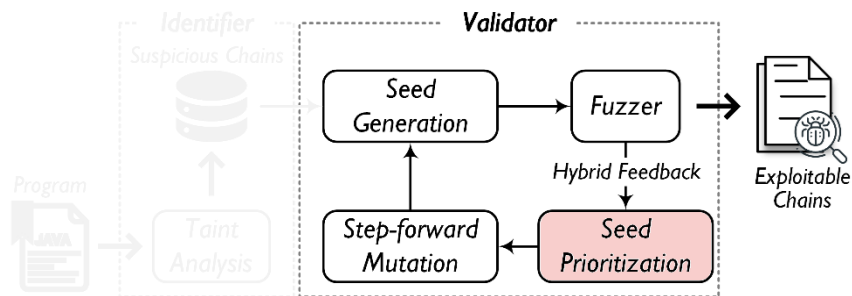 Identifier
Validator
Suspicious Chains
Seed
Generation
Fuzzer
Hybrid Feedback
Exploitable
Chains
Program
JAVA
Taint
Analysis
Step-forward
Mutation
Seed
Prioritization